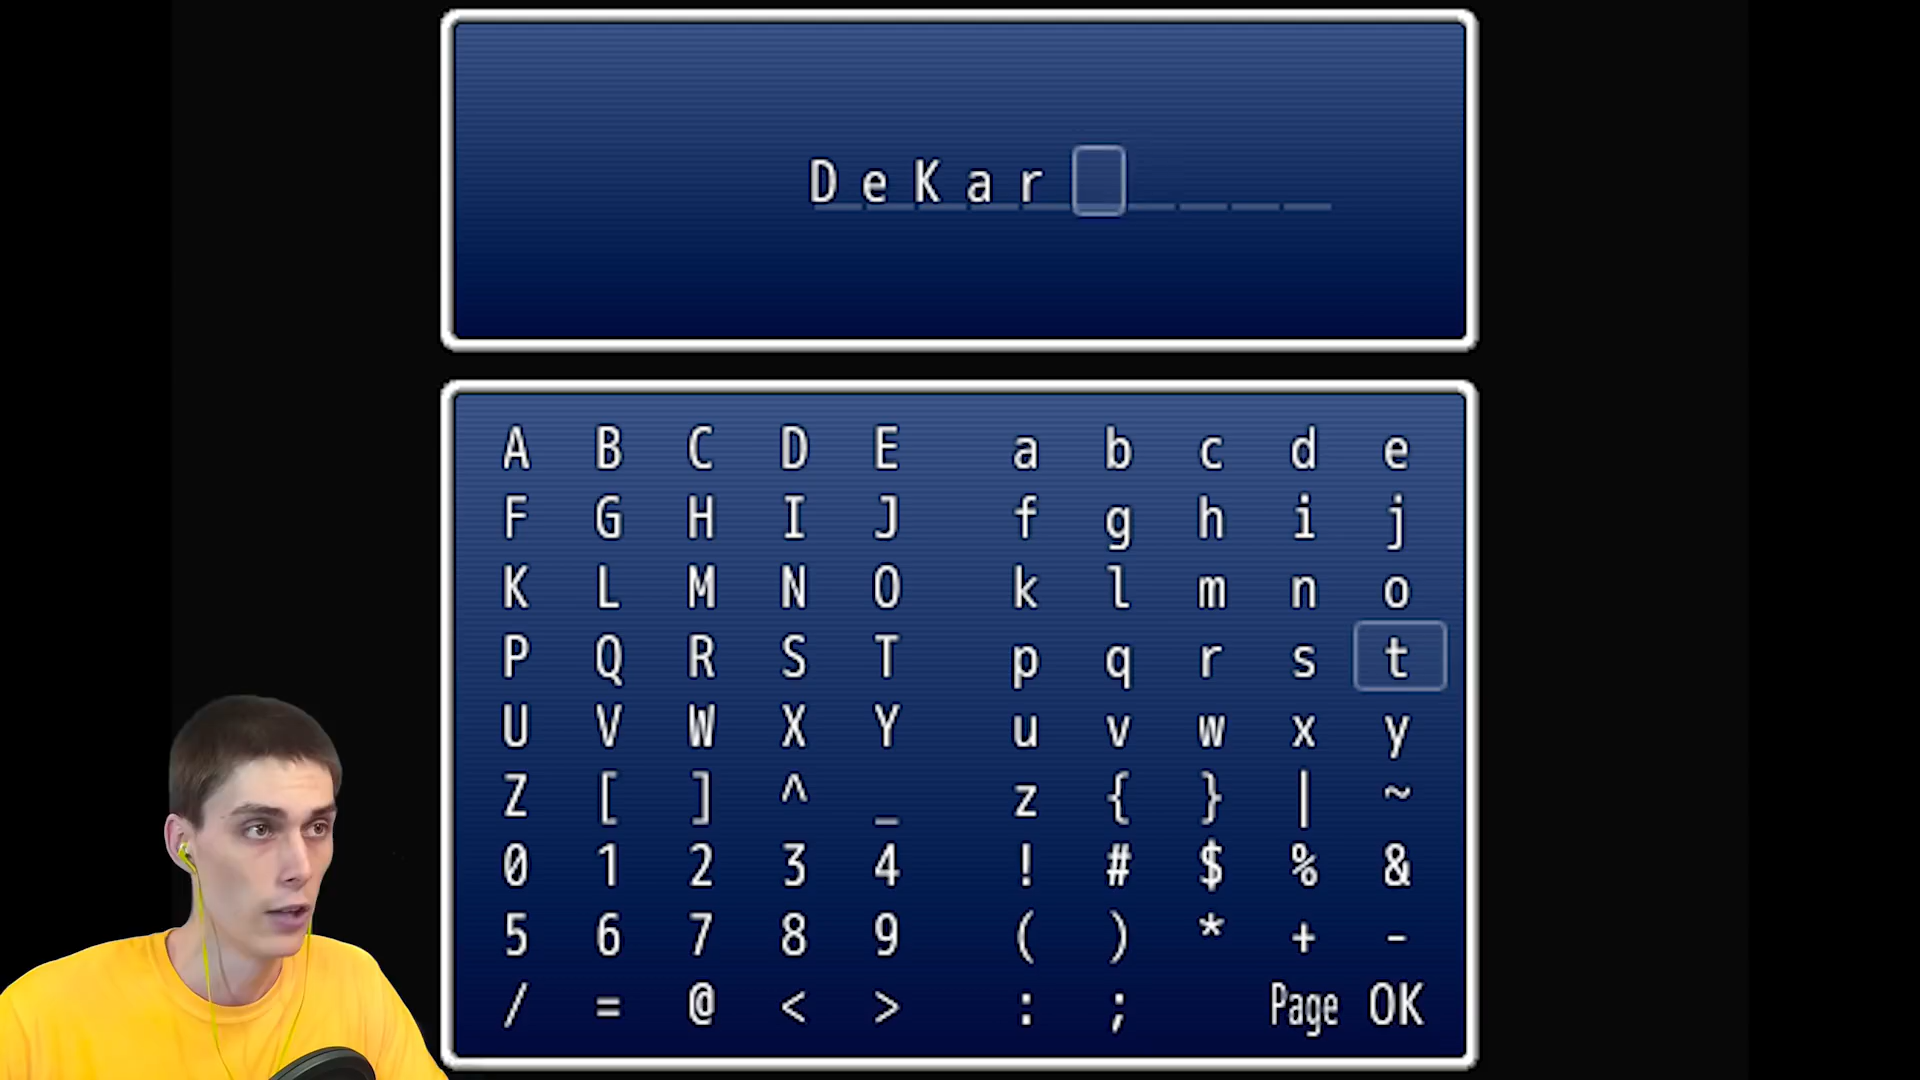 DeKar
A B C D E a b c d e
F G H I J f g h i j
K L M N O k l m n o
P Q R S T p q r s t
U V W X Y u v w x y
Z [ ] ^ _ z { } | ~
0 1 2 3 4 ! # $ % &
5 6 7 8 9 ( ) * + -
/ = @ < > : ; Page OK